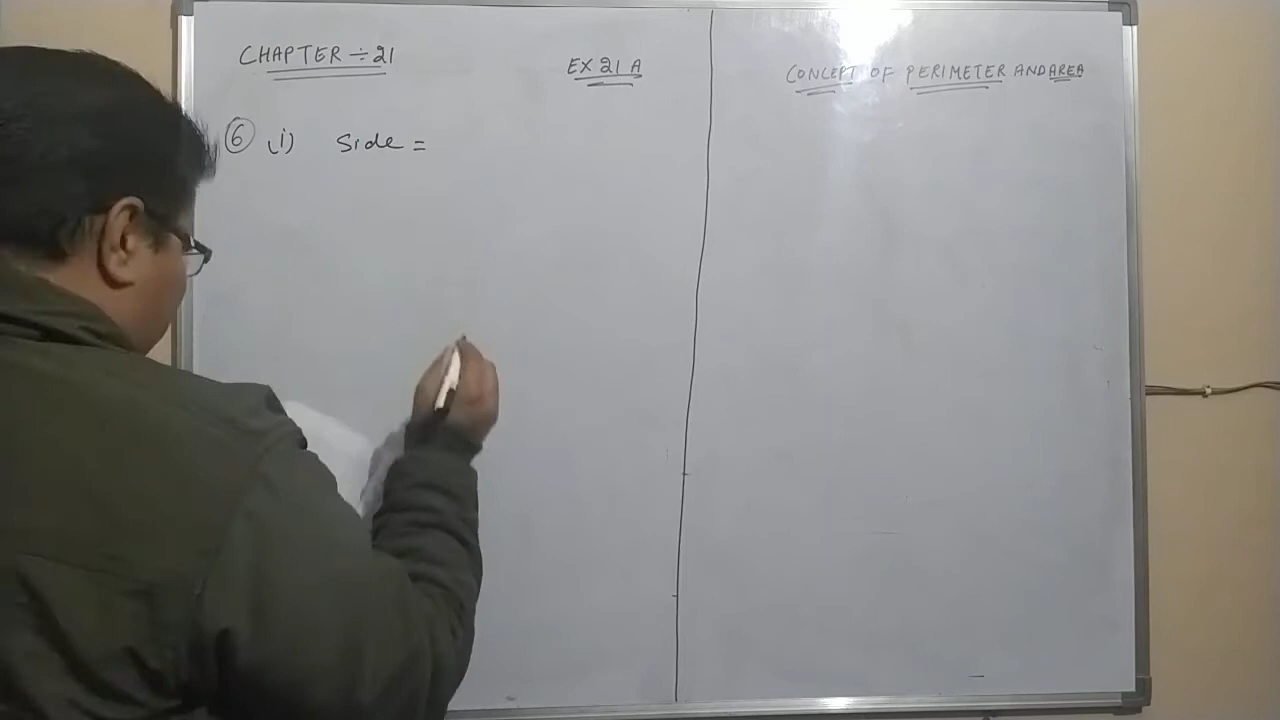 CHAPTER ÷ 21
EX 21 A
CONCEPT OF PERIMETER AND AREA
6 (i) Side =